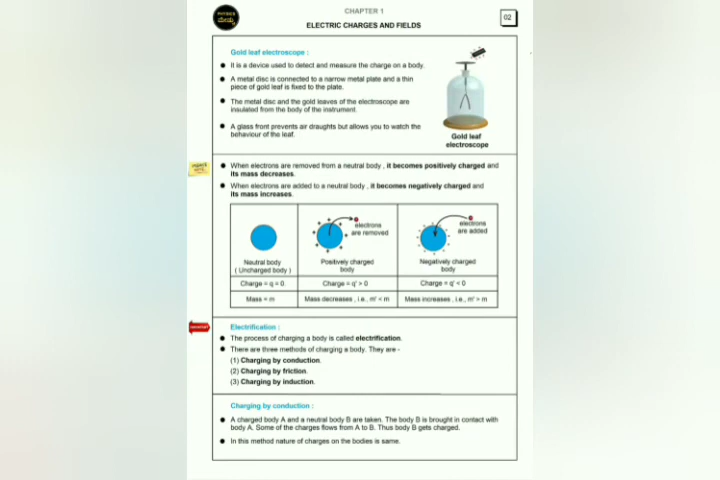 PHYSICS
CHAPTER 1
02
ELECTRIC CHARGES AND FIELDS
Gold leaf electroscope :
It is a device used to detect and measure the charge on a body.
A metal disc is connected to a narrow metal plate and a thin
piece of gold leaf is fixed to the plate.
The metal disc and the gold leaves of the electroscope are
insulated from the body of the instrument.
A glass front prevents air draughts but allows you to watch the
behaviour of the leaf.
Gold leaf
electroscope
When electrons are removed from a neutral body , it becomes positively charged and
its mass decreases.
When electrons are added to a neutral body , it becomes negatively charged and
its mass increases.
electrons
are removed
electrons
are added
Neutral body
( Uncharged body )
Positively charged
body
Negatively charged
body
Charge = q = 0
Charge = q' > 0
Charge = q' < 0
Mass = m
Mass decreases , i.e., m' < m
Mass increases , i.e., m' > m
IMPORTANT
Electrification :
The process of charging a body is called electrification.
There are three methods of charging a body. They are -
(1) Charging by conduction.
(2) Charging by friction.
(3) Charging by induction.
Charging by conduction :
A charged body A and a neutral body B are taken. The body B is brought in contact with
body A. Some of the charges flows from A to B. Thus body B gets charged.
In this method nature of charges on the bodies is same.